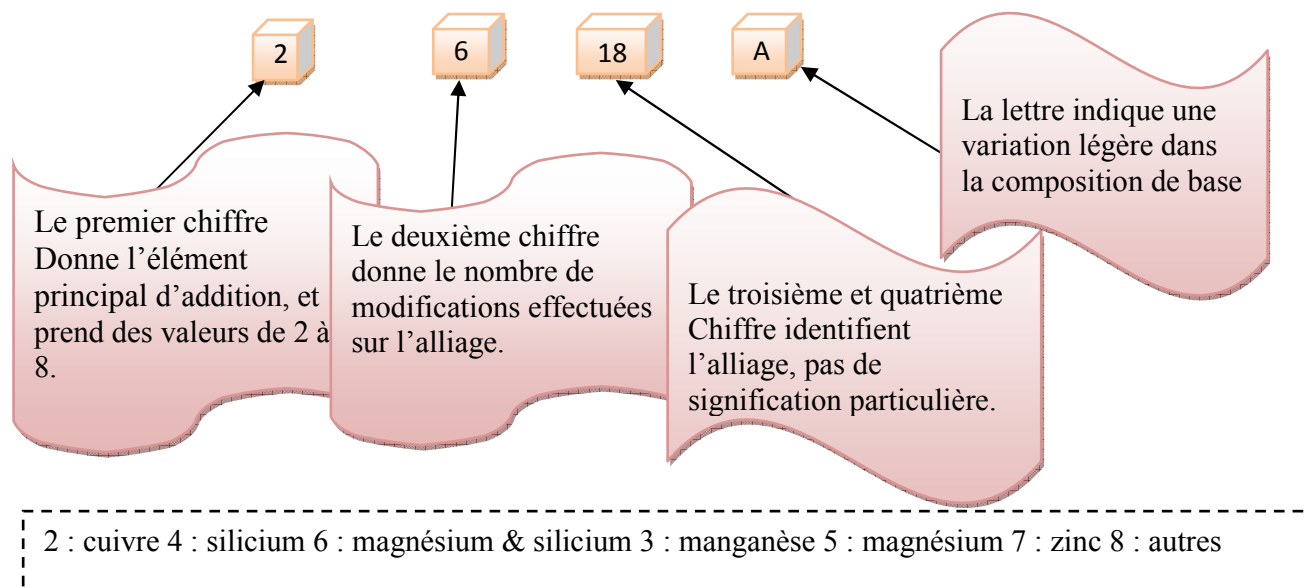 2 6 18 A
Le premier chiffre
Donne l’élément
principal d’addition, et
prend des valeurs de 2 à
8.
Le deuxième chiffre
donne le nombre de
modifications effectuées
sur l’alliage.
Le troisième et quatrième
Chiffre identifient
l’alliage, pas de
signification particulière.
La lettre indique une
variation légère dans
la composition de base
2 : cuivre 4 : silicium 6 : magnésium & silicium 3 : manganèse 5 : magnésium 7 : zinc 8 : autres